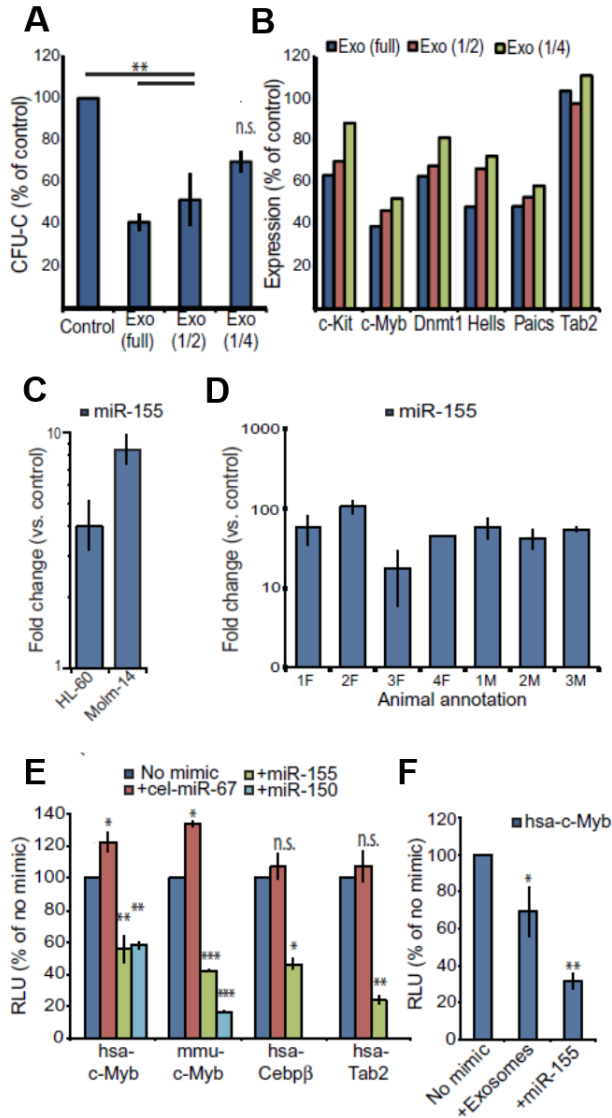 A
CFU-C (% of control)
120
100
80
60
40
20
**
n.s.
Control
Exo (full)
Exo (1/2)
Exo (1/4)
B
Exo (full) Exo (1/2) Exo (1/4)
Expression (% of control)
120
100
80
60
40
20
c-Kit c-Myb Dnmt1 Hells Paics Tab2
C
miR-155
Fold change (vs. control)
10
1
HL-60
Molm-14
D
miR-155
Fold change (vs. control)
1000
100
10
0
1F 2F 3F 4F 1M 2M 3M
Animal annotation
E
No mimic +miR-155
+cel-miR-67 +miR-150
RLU (% of no mimic)
140
120
100
80
60
40
20
0
* * n.s. n.s.
** ** *** *** * **
hsa- mmu- hsa- hsa-
c-Myb c-Myb Cebpβ Tab2
F
hsa-c-Myb
RLU (% of no mimic)
120
100
80
60
40
20
0
*
**
No mimic
+Exosomes
+miR-155